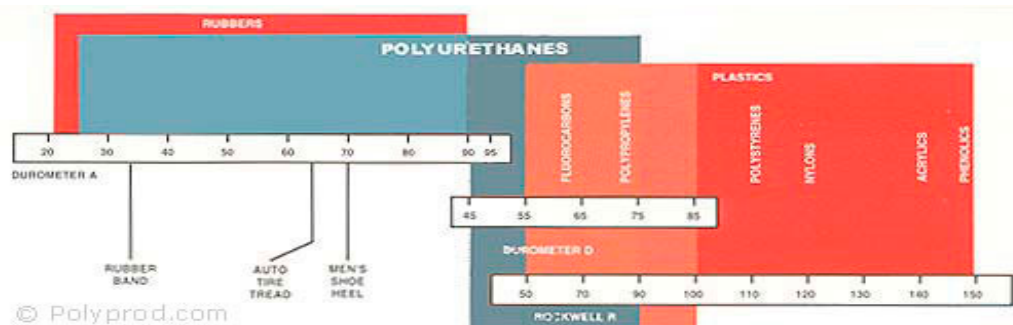 RUBBERS
POLYURETHANES
PLASTICS
FLUOROCARBONS
POLYPROPYLENES
POLYSTYRENES
NYLONS
ACRYLICS
PHENOLICS
20 30 40 50 60 70 80 90 95
DUROMETER A
45 55 65 75 85
DUROMETER D
RUBBER
BAND
AUTO
TIRE
TREAD
MEN'S
SHOE
HEEL
50 60 70 80 90 100 110 120 130 140 150
ROCKWELL R
© Polyprod.com